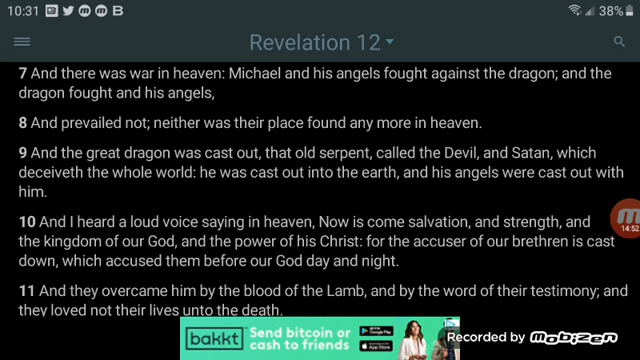 10:31 B 38%
Revelation 12
7 And there was war in heaven: Michael and his angels fought against the dragon; and the
dragon fought and his angels,
8 And prevailed not; neither was their place found any more in heaven.
9 And the great dragon was cast out, that old serpent, called the Devil, and Satan, which
deceiveth the whole world: he was cast out into the earth, and his angels were cast out with
him.
10 And I heard a loud voice saying in heaven, Now is come salvation, and strength, and
the kingdom of our God, and the power of his Christ: for the accuser of our brethren is cast
down, which accused them before our God day and night.
14:52
11 And they overcame him by the blood of the Lamb, and by the word of their testimony; and
they loved not their lives unto the death.
bakkt Send bitcoin or
cash to friends
Google Play
App Store
Recorded by mobizen